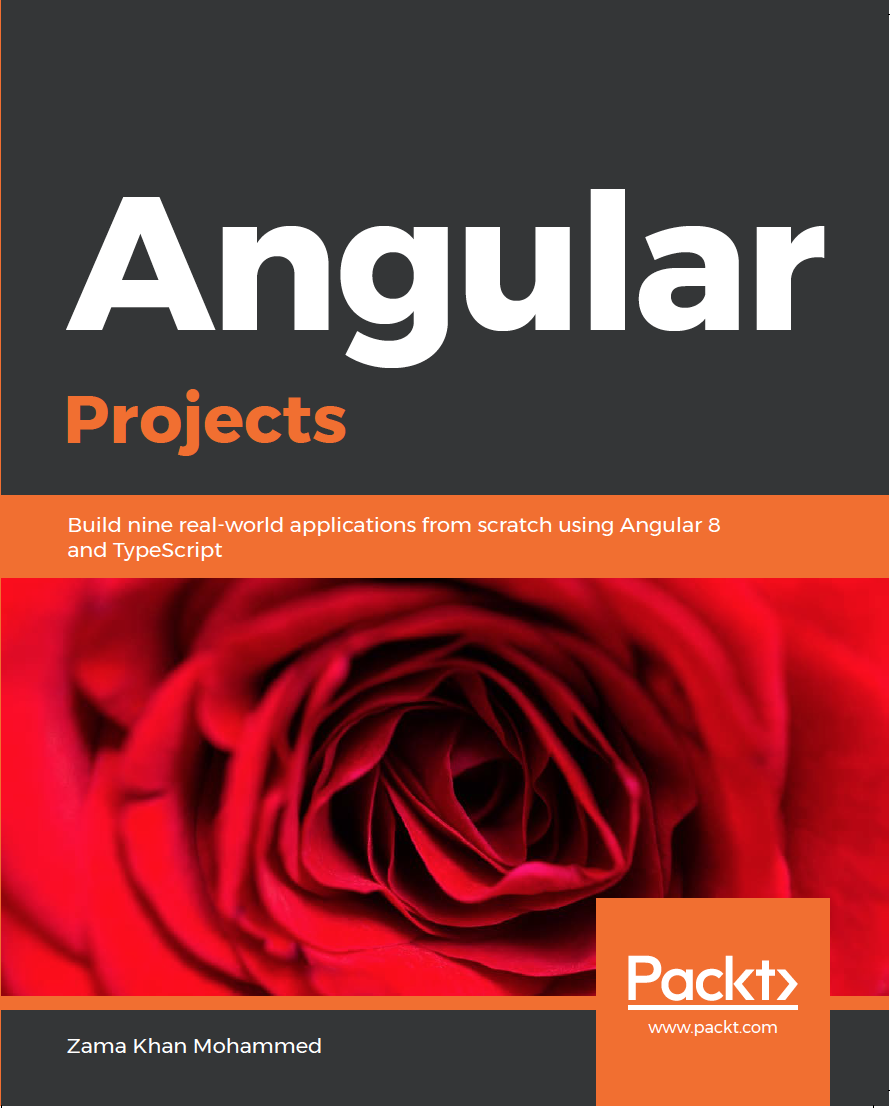 Angular
Projects
Build nine real-world applications from scratch using Angular 8
and TypeScript
Packt>
www.packt.com
Zama Khan Mohammed